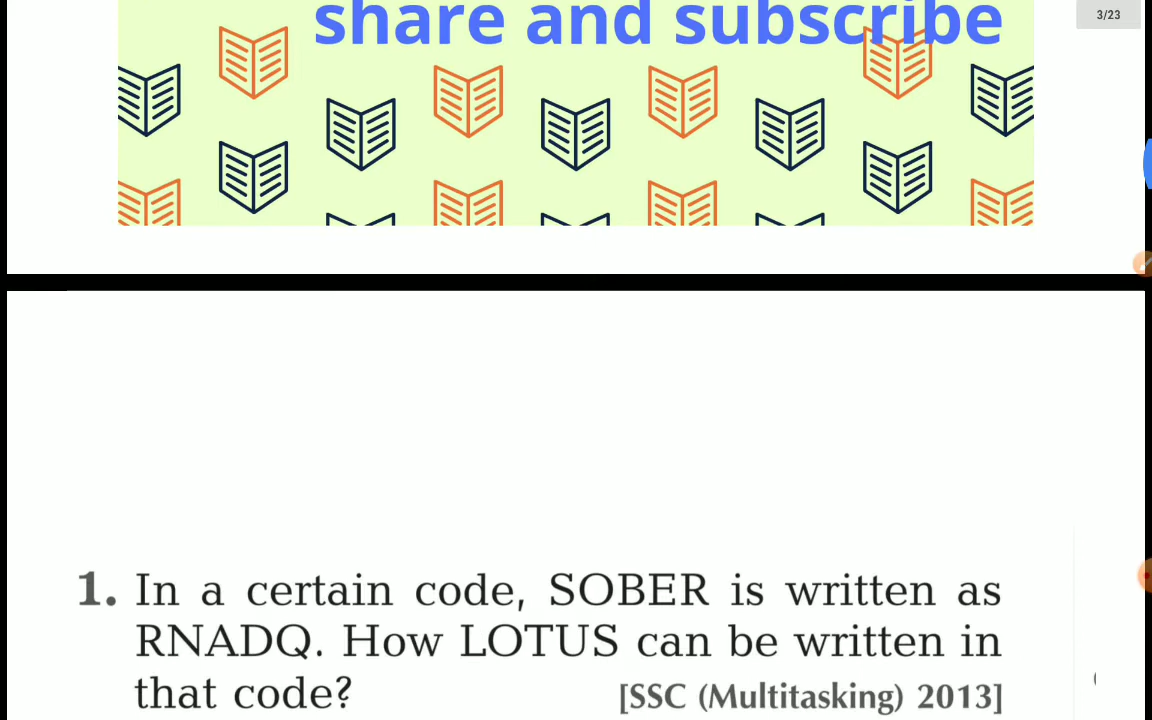 share and subscribe
3/23
1. In a certain code, SOBER is written as
RNADQ. How LOTUS can be written in
that code? [SSC (Multitasking) 2013]